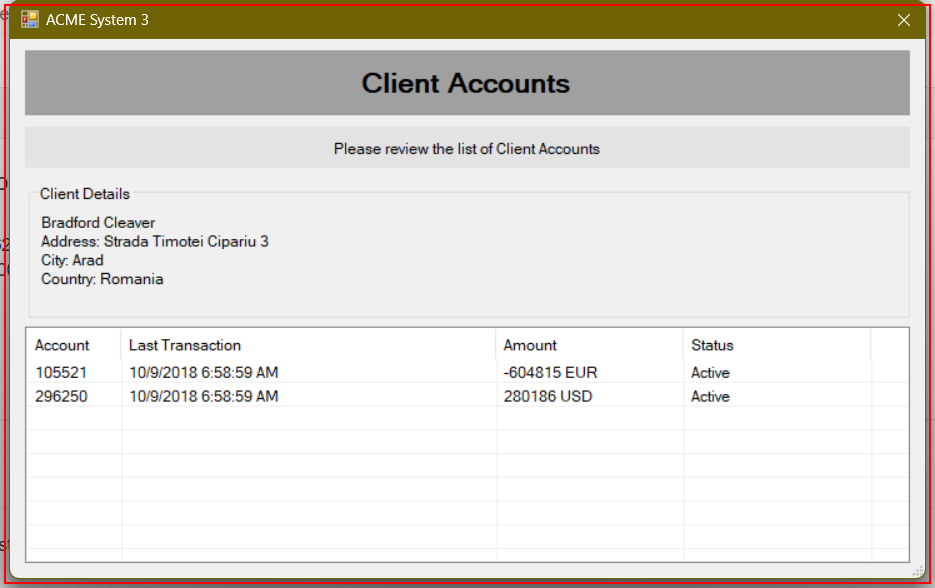 ACME System 3
Client Accounts
Please review the list of Client Accounts
Client Details
Bradford Cleaver
Address: Strada Timotei Cipariu 3
City: Arad
Country: Romania
Account Last Transaction Amount Status
105521 10/9/2018 6:58:59 AM -604815 EUR Active
296250 10/9/2018 6:58:59 AM 280186 USD Active